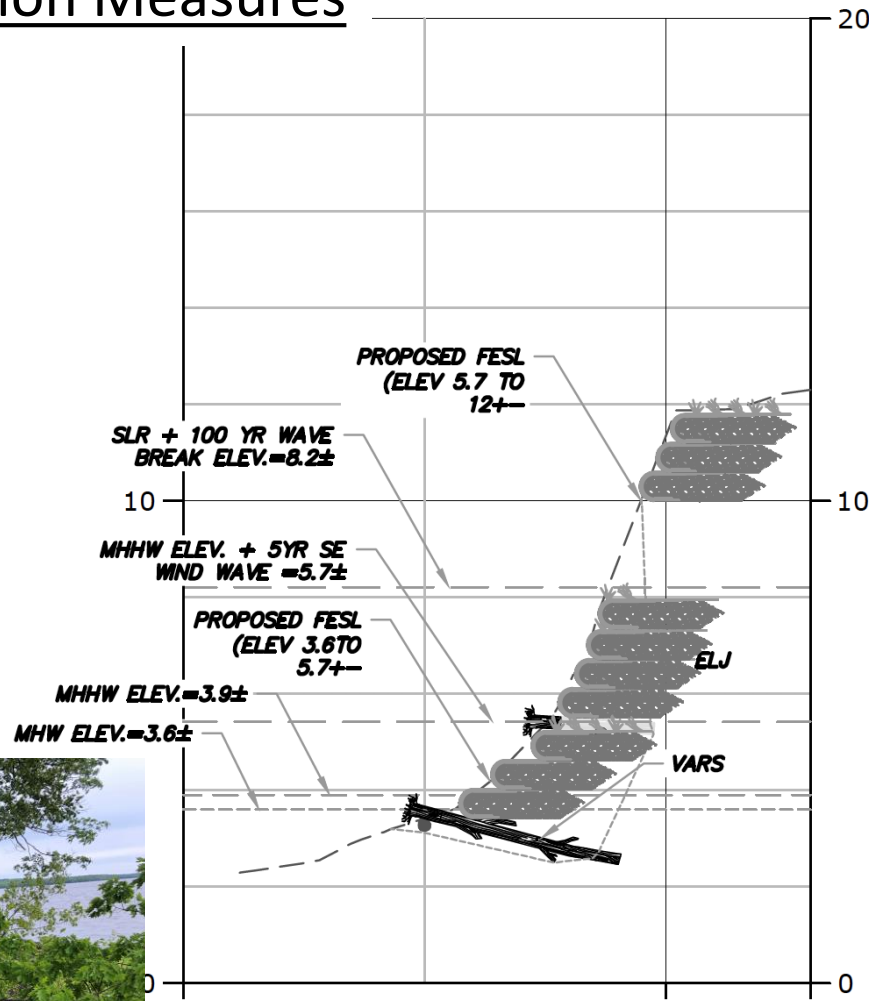 ion Measures
20
PROPOSED FESL
(ELEV 5.7 TO
12+-
SLR + 100 YR WAVE
BREAK ELEV.=8.2±
10
10
MHHW ELEV. + 5YR SE
WIND WAVE =5.7±
PROPOSED FESL
(ELEV 3.6TO
5.7+-
ELJ
MHHW ELEV.=3.9±
MHW ELEV.=3.6±
VARS
0
0